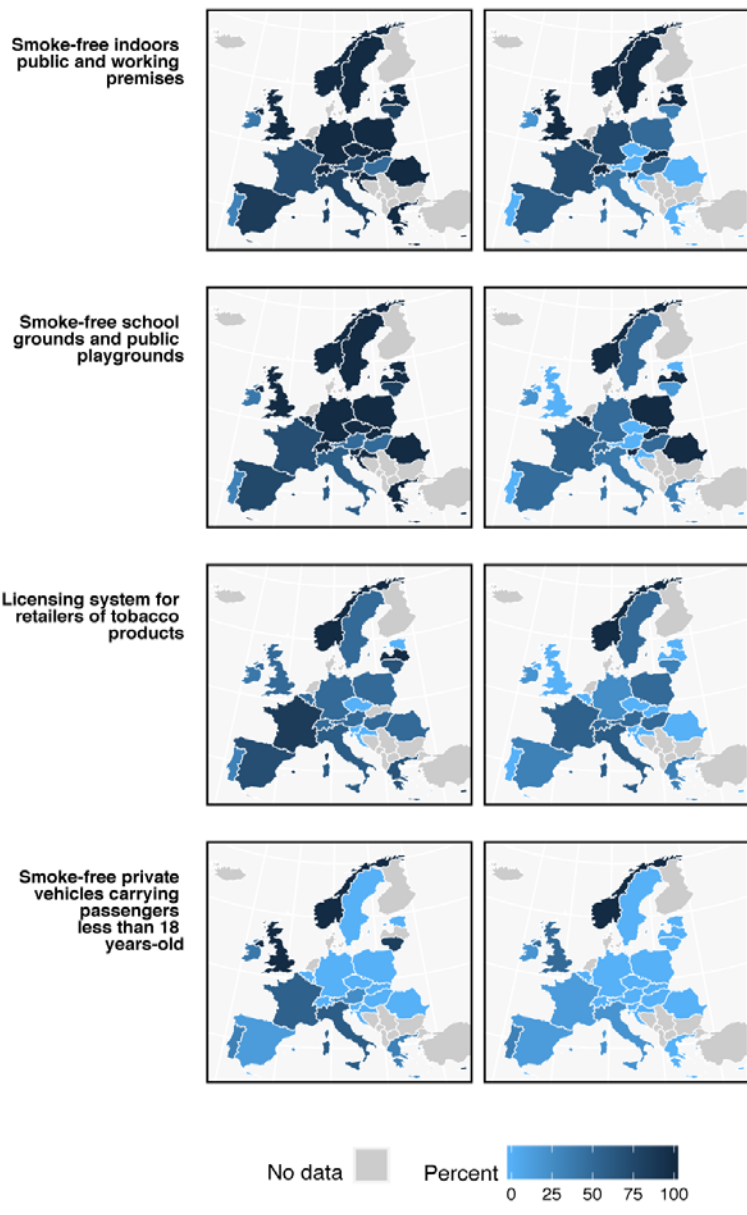 Smoke-free indoors
public and working
premises
Smoke-free school
grounds and public
playgrounds
Licensing system for
retailers of tobacco
products
Smoke-free private
vehicles carrying
passengers
less than 18
years-old
No data
Percent
0 25 50 75 100